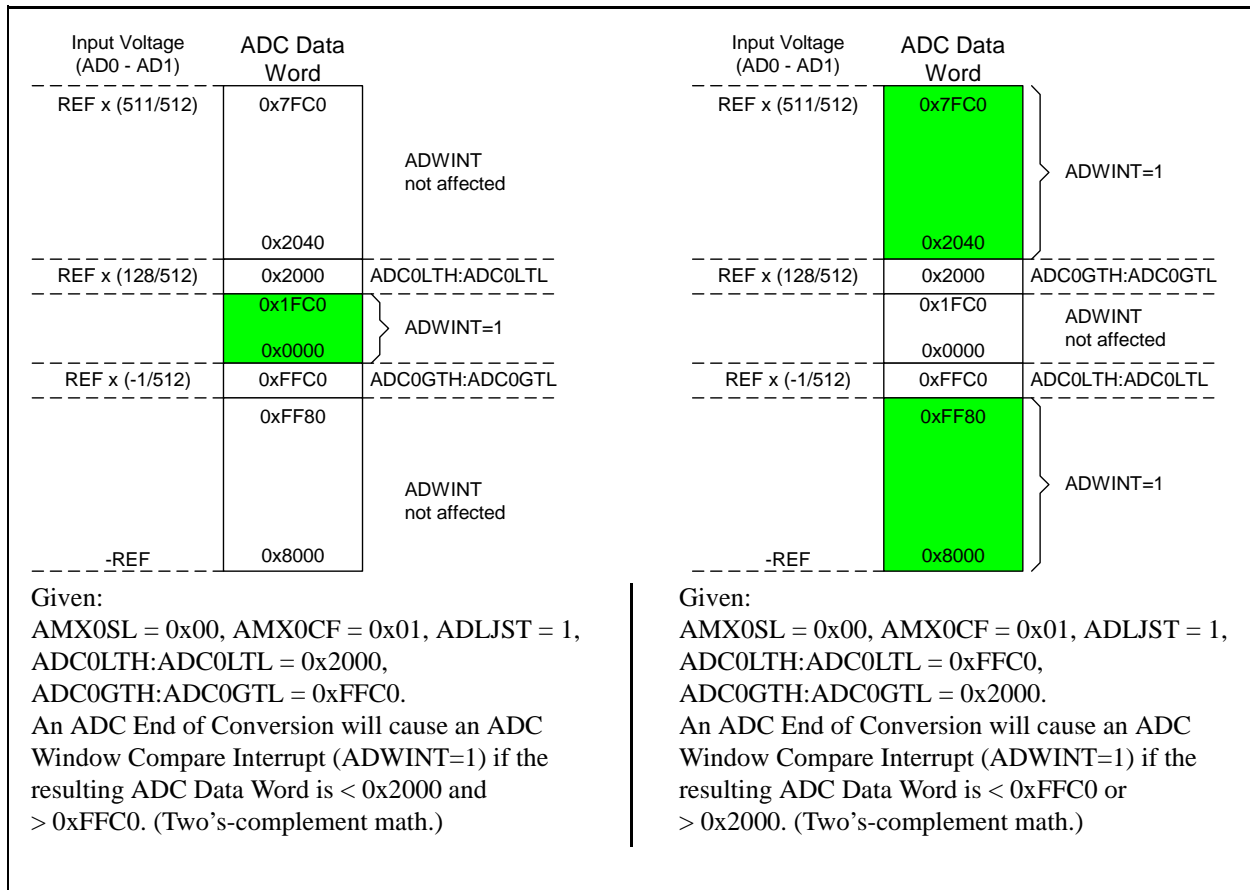 Input Voltage
(AD0 - AD1)
ADC Data
Word
REF x (511/512)
0x7FC0
ADWINT
not affected
0x2040
REF x (128/512)
0x2000
ADC0LTH:ADC0LTL
0x1FC0
ADWINT=1
0x0000
REF x (-1/512)
0xFFC0
ADC0GTH:ADC0GTL
0xFF80
ADWINT
not affected
-REF
0x8000
Given:
AMX0SL = 0x00, AMX0CF = 0x01, ADLJST = 1,
ADC0LTH:ADC0LTL = 0x2000,
ADC0GTH:ADC0GTL = 0xFFC0.
An ADC End of Conversion will cause an ADC
Window Compare Interrupt (ADWINT=1) if the
resulting ADC Data Word is < 0x2000 and
> 0xFFC0. (Two’s-complement math.)
Input Voltage
(AD0 - AD1)
ADC Data
Word
REF x (511/512)
0x7FC0
ADWINT=1
0x2040
REF x (128/512)
0x2000
ADC0GTH:ADC0GTL
0x1FC0
ADWINT
not affected
0x0000
REF x (-1/512)
0xFFC0
ADC0LTH:ADC0LTL
0xFF80
ADWINT=1
-REF
0x8000
Given:
AMX0SL = 0x00, AMX0CF = 0x01, ADLJST = 1,
ADC0LTH:ADC0LTL = 0xFFC0,
ADC0GTH:ADC0GTL = 0x2000.
An ADC End of Conversion will cause an ADC
Window Compare Interrupt (ADWINT=1) if the
resulting ADC Data Word is < 0xFFC0 or
> 0x2000. (Two’s-complement math.)